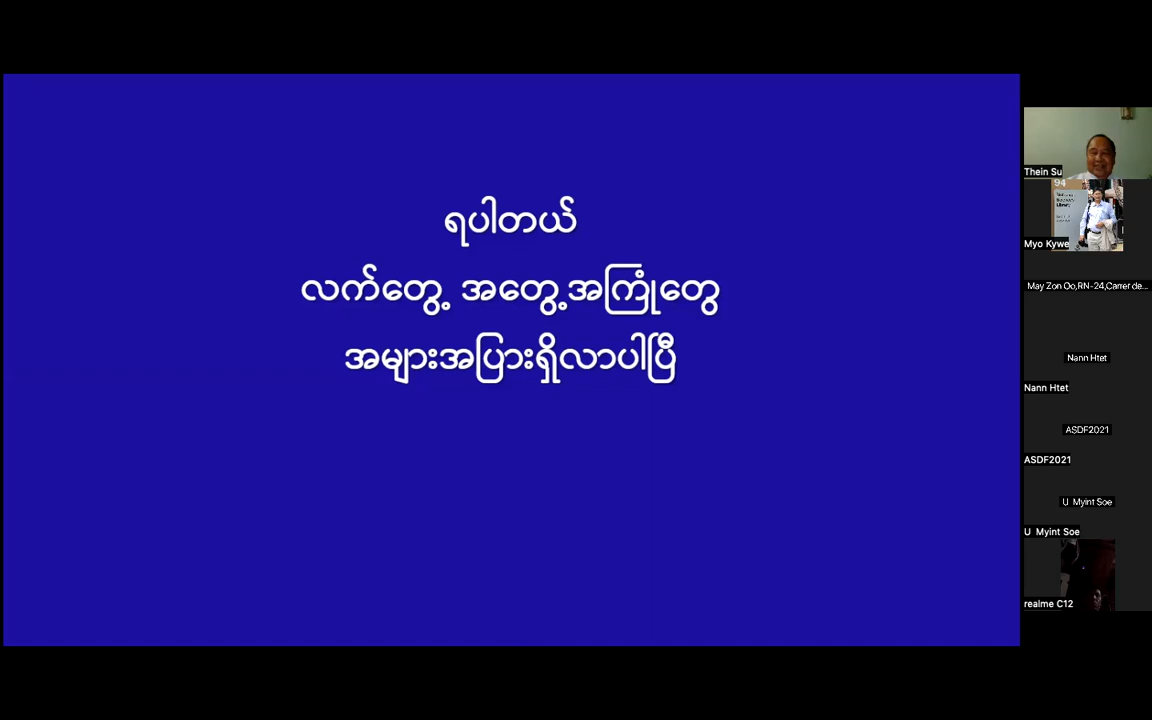 ရပါတယ်
လက်တွေ့ အတွေ့အကြုံတွေ
အများအပြားရှိလာပါပြီ
Thein Su
94
Library
Myo Kywe
May Zon Oo,RN-24,Carrer de...
Nann Htet
Nann Htet
ASDF2021
ASDF2021
U Myint Soe
U Myint Soe
realme C12